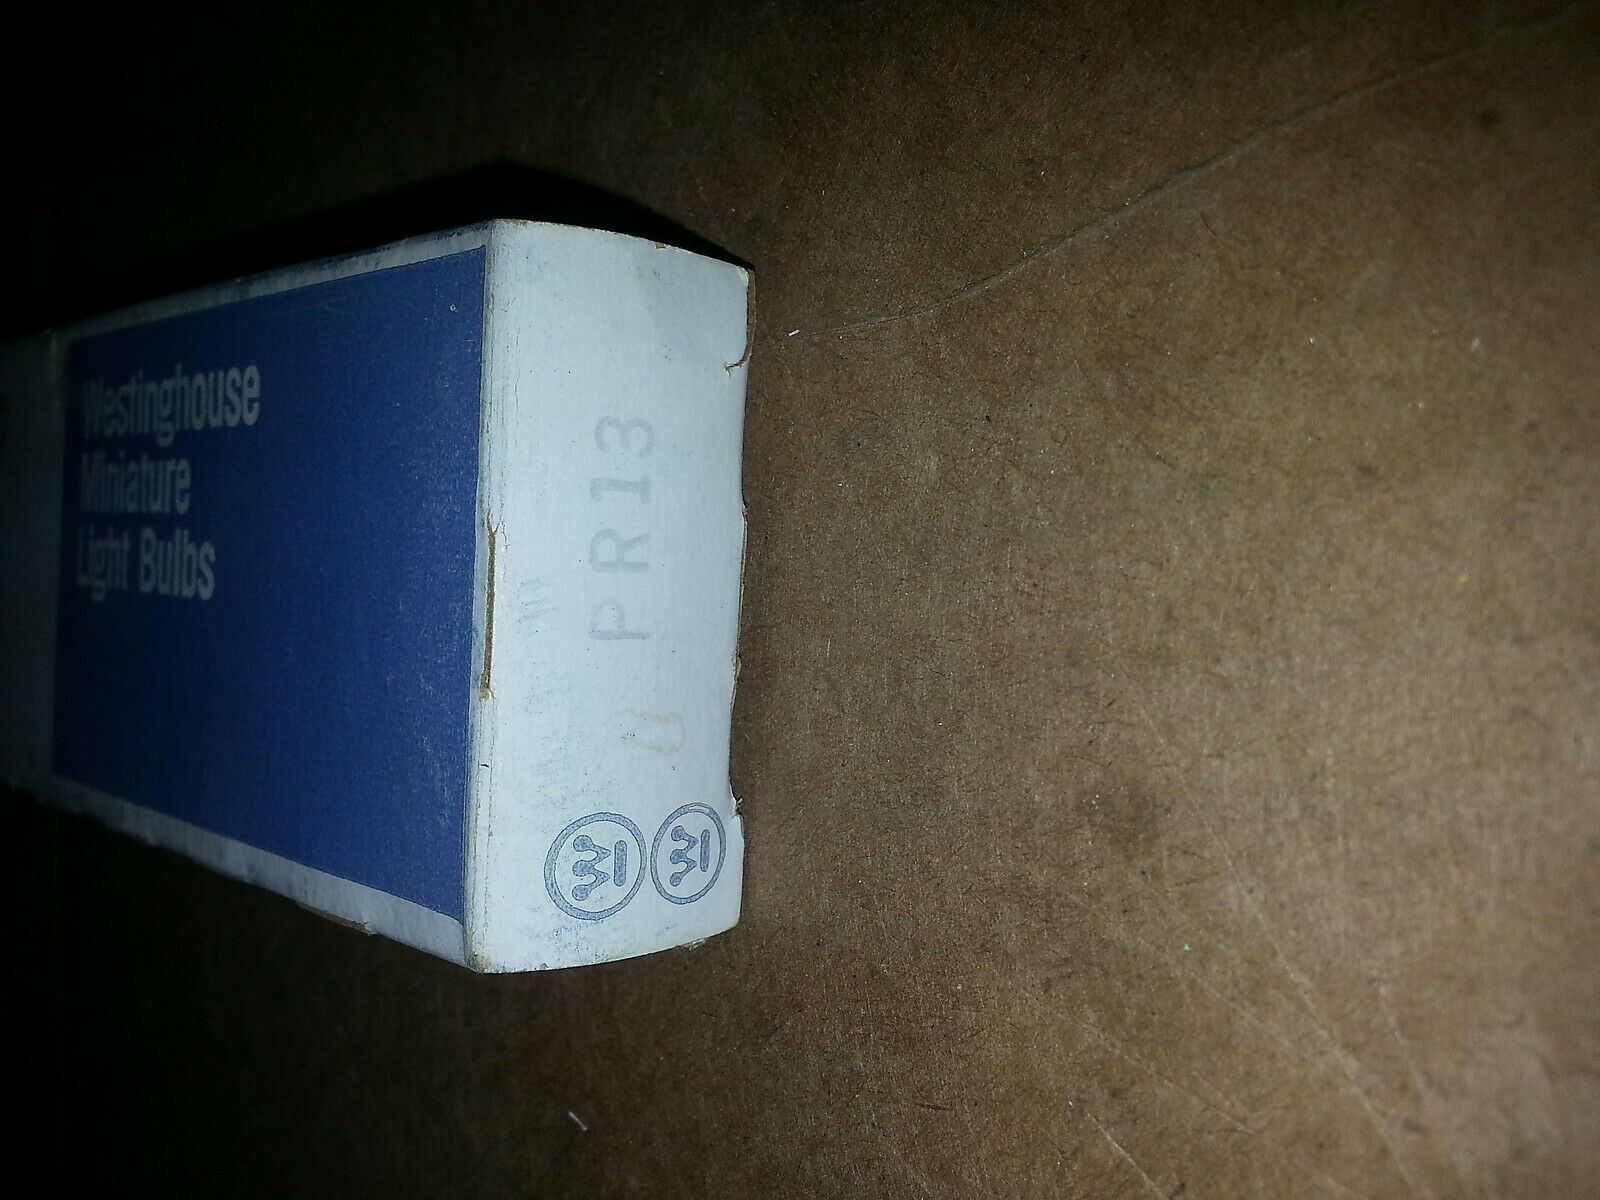 Westinghouse
Miniature
Light Bulbs
PR13